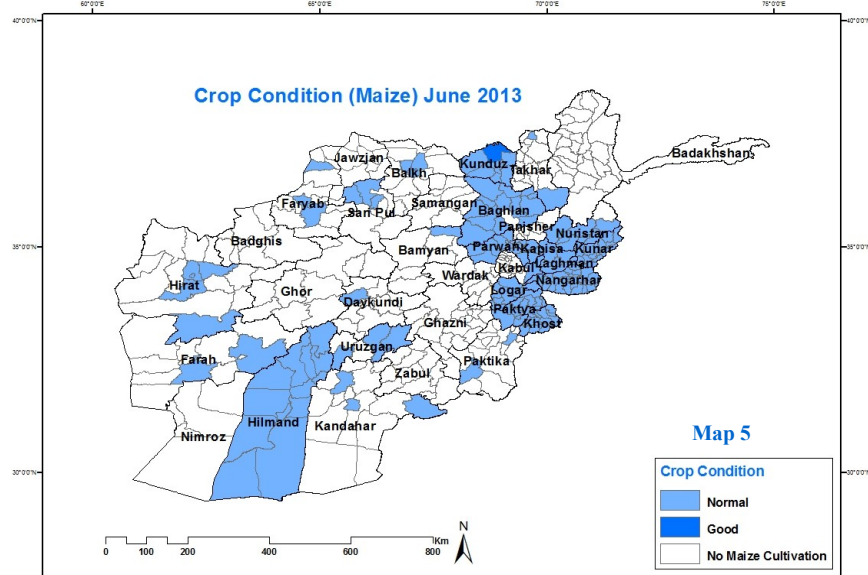 60°0'0"E 65°0'0"E 70°0'0"E 75°0'0"E
40°0'0"N 40°0'0"N
Crop Condition (Maize) June 2013
Badakhshan
Jawzjan
Kunduz
Takhar
Balkh
Faryab
Sari Pul
Samangan
Baghlan
Panjsher
Nuristan
Badghis
35°0'0"N 35°0'0"N
Bamyan
Parwan
Kapisa
Kunar
Laghman
Kabul
Wardak
Nangarhar
Hirat
Ghor
Logar
Daykundi
Paktya
Ghazni
Khost
Uruzgan
Farah
Paktika
Zabul
Hilmand
Kandahar
Nimroz
Map 5
30°0'0"N 30°0'0"N
Crop Condition
Normal
Good
No Maize Cultivation
N
Km
0 100 200 400 600 800